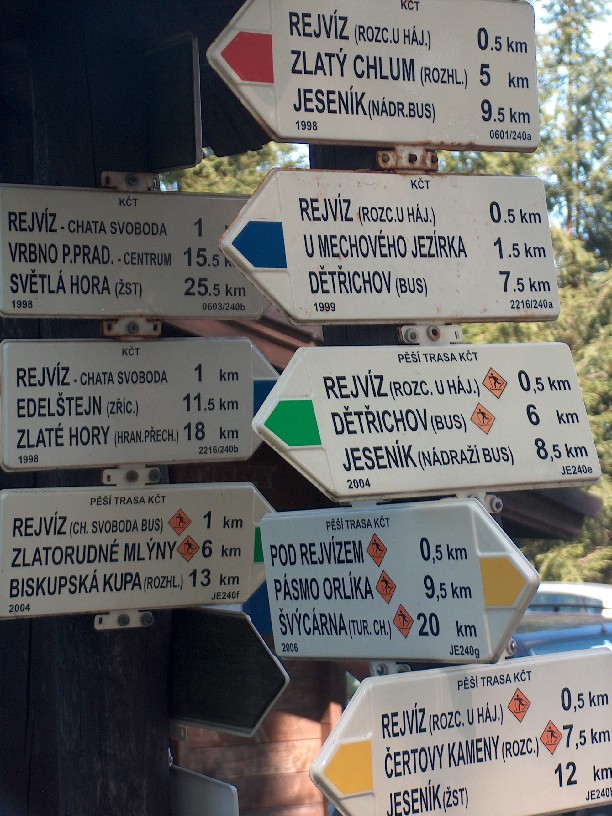 KČT
REJVÍZ (ROZC.U HÁJ.) 0.5 km
ZLATÝ CHLUM (ROZHL.) 5 km
JESENÍK (NÁDR.BUS) 9.5 km
1998 0601/240a
KČT
REJVÍZ - CHATA SVOBODA 1
VRBNO P.PRAD. - CENTRUM 15.5 k
SVĚTLÁ HORA (ŽST) 25.5 km
1998 0603/240b
KČT
REJVÍZ (ROZC.U HÁJ.) 0.5 km
U MECHOVÉHO JEZÍRKA 1.5 km
DĚTŘICHOV (BUS) 7.5 km
1999 2216/240a
KČT
REJVÍZ - CHATA SVOBODA 1 km
EDELŠTEJN (ZŘÍC.) 11.5 km
ZLATÉ HORY (HRAN.PŘECH.) 18 km
1998 2216/240b
PĚŠÍ TRASA KČT
REJVÍZ (ROZC. U HÁJ.) 0,5 km
DĚTŘICHOV (BUS) 6 km
JESENÍK (NÁDRAŽÍ BUS) 8,5 km
2004 JE240e
PĚŠÍ TRASA KČT
REJVÍZ (CH. SVOBODA BUS) 1 km
ZLATORUDNÉ MLÝNY 6 km
BISKUPSKÁ KUPA (ROZHL.) 13 km
2004 JE240f
PĚŠÍ TRASA KČT
POD REJVÍZEM 0,5 km
PÁSMO ORLÍKA 9,5 km
ŠVÝCÁRNA (TUR. CH.) 20 km
2006 JE240g
PĚŠÍ TRASA KČT
REJVÍZ (ROZC. U HÁJ.) 0,5 km
ČERTOVY KAMENY (ROZC.) 7,5 km
JESENÍK (ŽST) 12 km
JE240